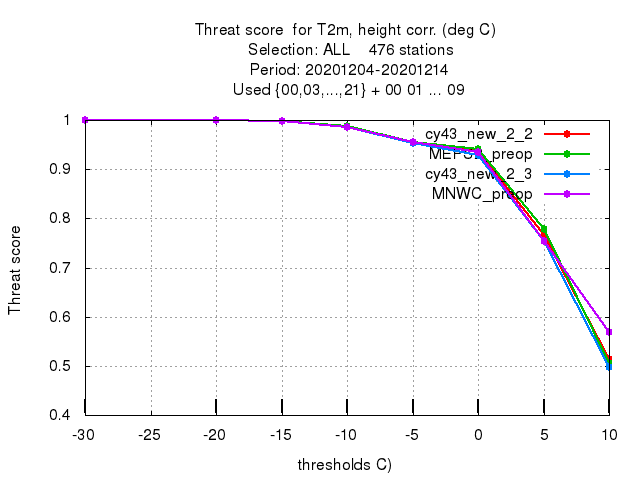 Threat score  for T2m, height corr. (deg C)
Selection: ALL    476 stations
Period: 20201204-20201214
Used {00,03,...,21} + 00 01 ... 09
Threat score
1
0.9
0.8
0.7
0.6
0.5
0.4
cy43_new_2_2
cy43_new_2_3
MNWC_preop
-30 -25 -20 -15 -10 -5 0 5 10
thresholds C)